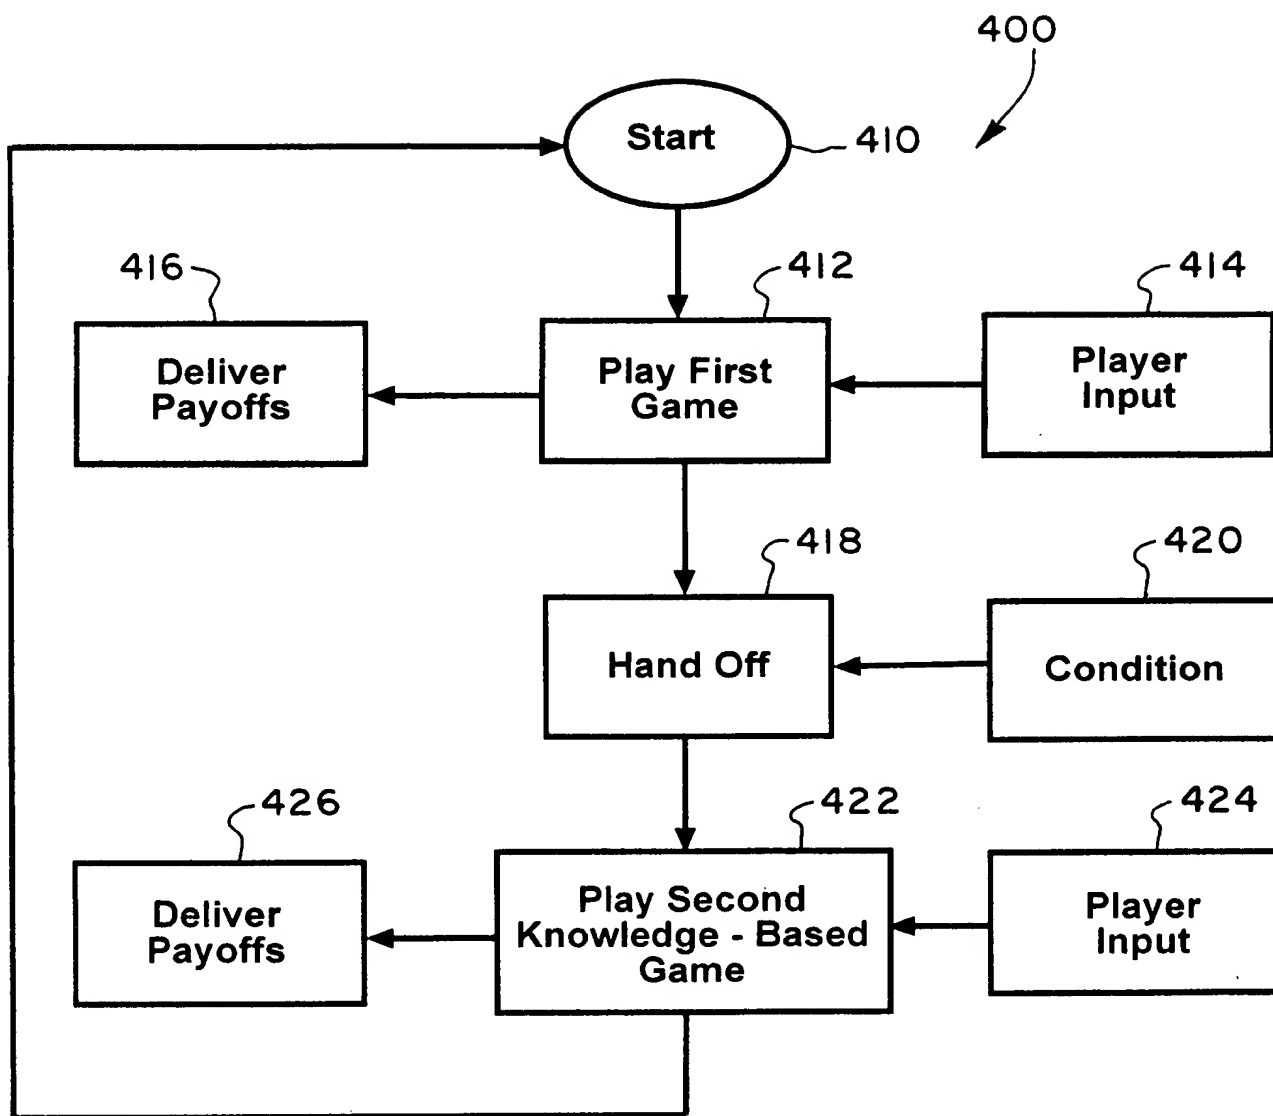 400
Start
410
416
412
414
Deliver
Payoffs
Play First
Game
Player
Input
418
420
Hand Off
Condition
426
422
424
Deliver
Payoffs
Play Second
Knowledge - Based
Game
Player
Input